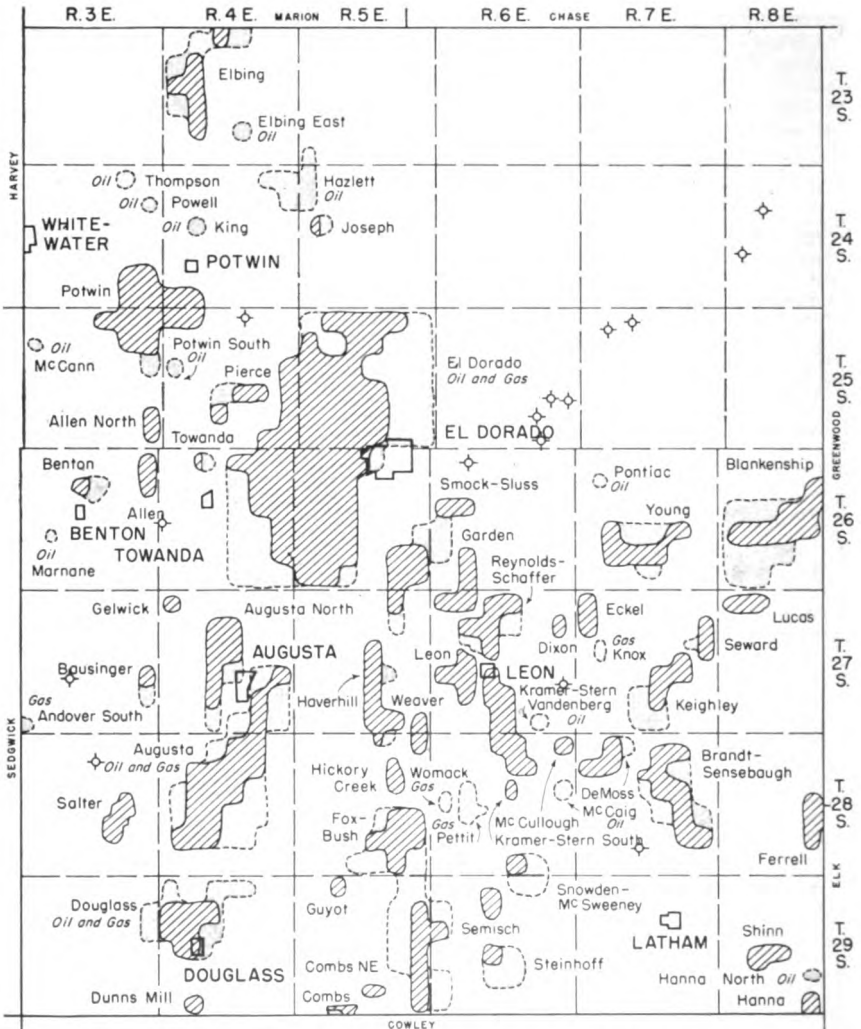 R.3 E.
R.4 E.
MARION
R.5 E.
R.6 E.
CHASE
R.7 E.
R.8 E.
T.
23
S.
Elbing
Elbing East
Oil
HARVEY
Oil Thompson
Hazlett
Oil
Oil Powell
Oil King
Joseph
WHITE-
WATER
POTWIN
T.
24
S.
Potwin
Oil
McCann
Potwin South
Oil
Pierce
El Dorado
Oil and Gas
T.
25
S.
Allen North
Towanda
EL DORADO
GREENWOOD
Benton
Smock-Sluss
Pontiac
Oil
Blankenship
Allen
Young
BENTON
Garden
T.
26
S.
Oil
Marnane
TOWANDA
Reynolds-
Schaffer
Gelwick
Augusta North
Eckel
Lucas
AUGUSTA
Leon
Dixon
Gas
Knox
Seward
Bausinger
LEON
T.
27
S.
Haverhill
Weaver
Kramer-Stern
Vandenberg
Oil
Keighley
Gas
Andover South
SEDGWICK
Augusta
Oil and Gas
Brandt-
Sensebaugh
Hickory
Creek
Womack
Gas
DeMoss
T.
28
S.
Salter
McCaig
Oil
Fox-
Bush
Gas
Pettit
McCullough
Kramer-Stern South
Ferrell
ELK
Douglass
Oil and Gas
Guyot
Snowden-
McSweeney
Semisch
Shinn
LATHAM
T.
29
S.
DOUGLASS
Combs NE
Steinhoff
Hanna
North Oil
Dunns Mill
Combs
Hanna
COWLEY